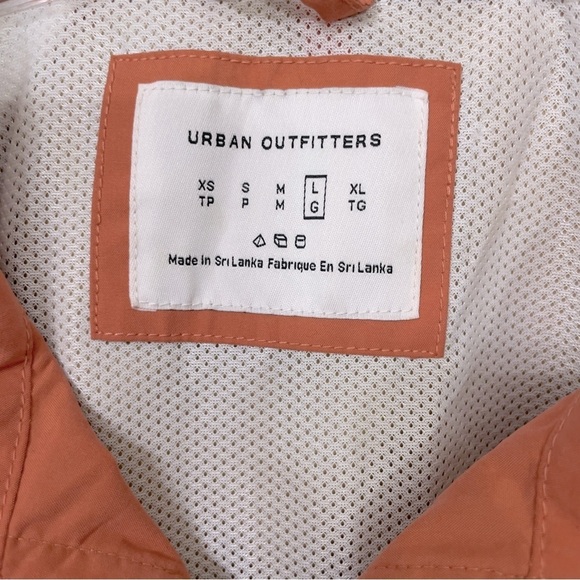 URBAN OUTFITTERS
XS S M L XL
TP P M G TG
Made In Sri Lanka Fabrique En Sri Lanka